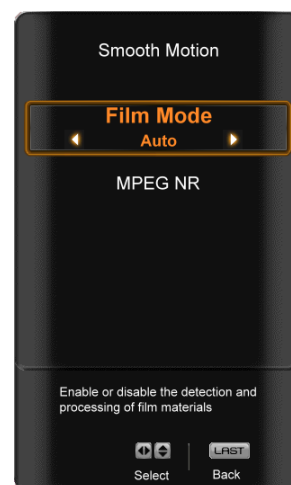 Smooth Motion
Film Mode
Auto
MPEG NR
Enable or disable the detection and
processing of film materials
LAST
Select Back